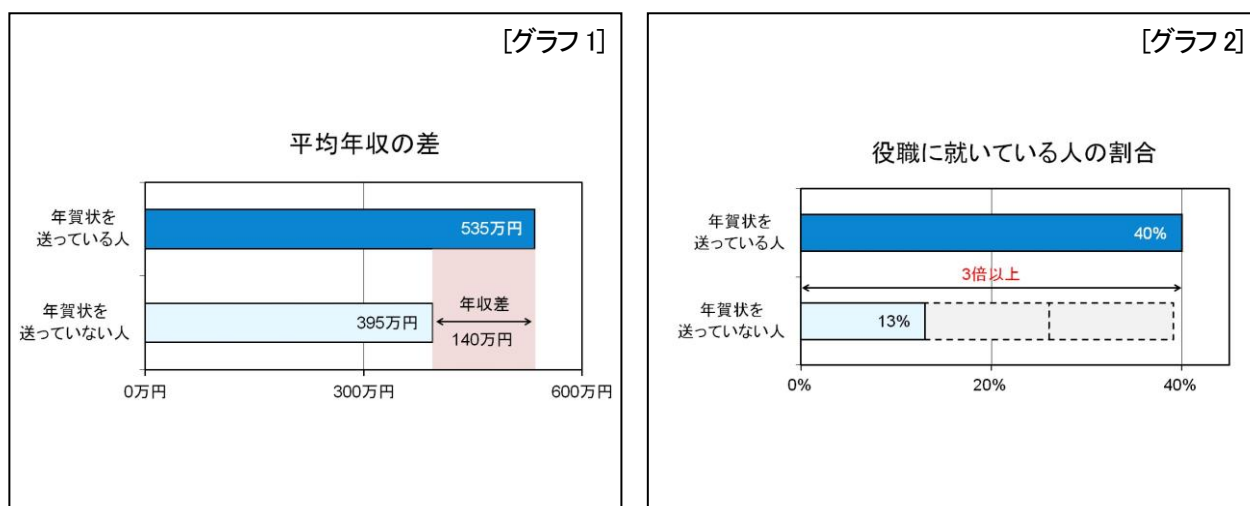 [グラフ1]
平均年収の差
年賀状を
送っている人
535万円
年賀状を
送っていない人
395万円
年収差
140万円
0万円
300万円
600万円
[グラフ2]
役職に就いている人の割合
年賀状を
送っている人
40%
3倍以上
年賀状を
送っていない人
13%
0%
20%
40%